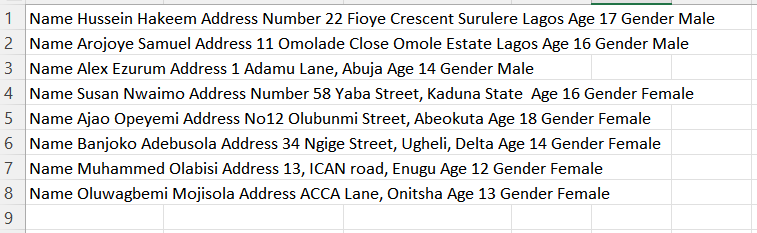 1 Name Hussein Hakeem Address Number 22 Fioye Crescent Surulere Lagos Age 17 Gender Male
2 Name Arojoye Samuel Address 11 Omolade Close Omole Estate Lagos Age 16 Gender Male
3 Name Alex Ezurum Address 1 Adamu Lane, Abuja Age 14 Gender Male
4 Name Susan Nwaimo Address Number 58 Yaba Street, Kaduna State  Age 16 Gender Female
5 Name Ajao Opeyemi Address No12 Olubunmi Street, Abeokuta Age 18 Gender Female
6 Name Banjoko Adebusola Address 34 Ngige Street, Ugheli, Delta Age 14 Gender Female
7 Name Muhammed Olabisi Address 13, ICAN road, Enugu Age 12 Gender Female
8 Name Oluwagbemi Mojisola Address ACCA Lane, Onitsha Age 13 Gender Female
9